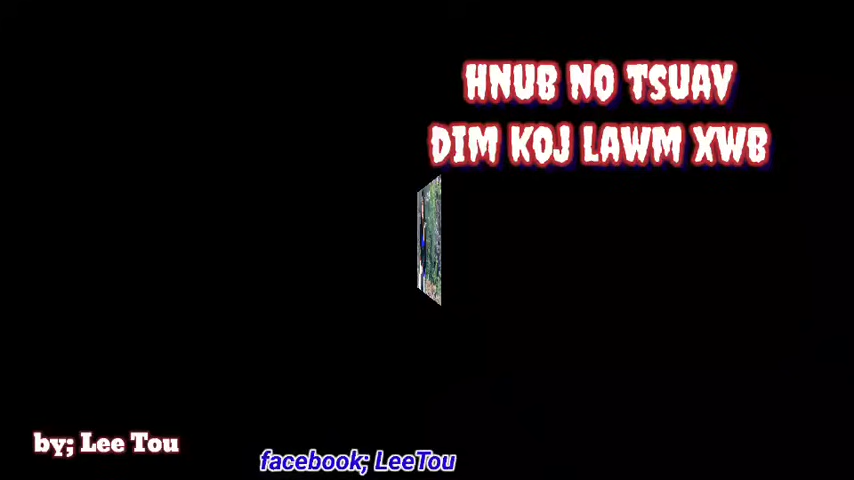 HNUB NO TSUAV
DIM KOJ LAWM XWB
by; Lee Tou
facebook; LeeTou